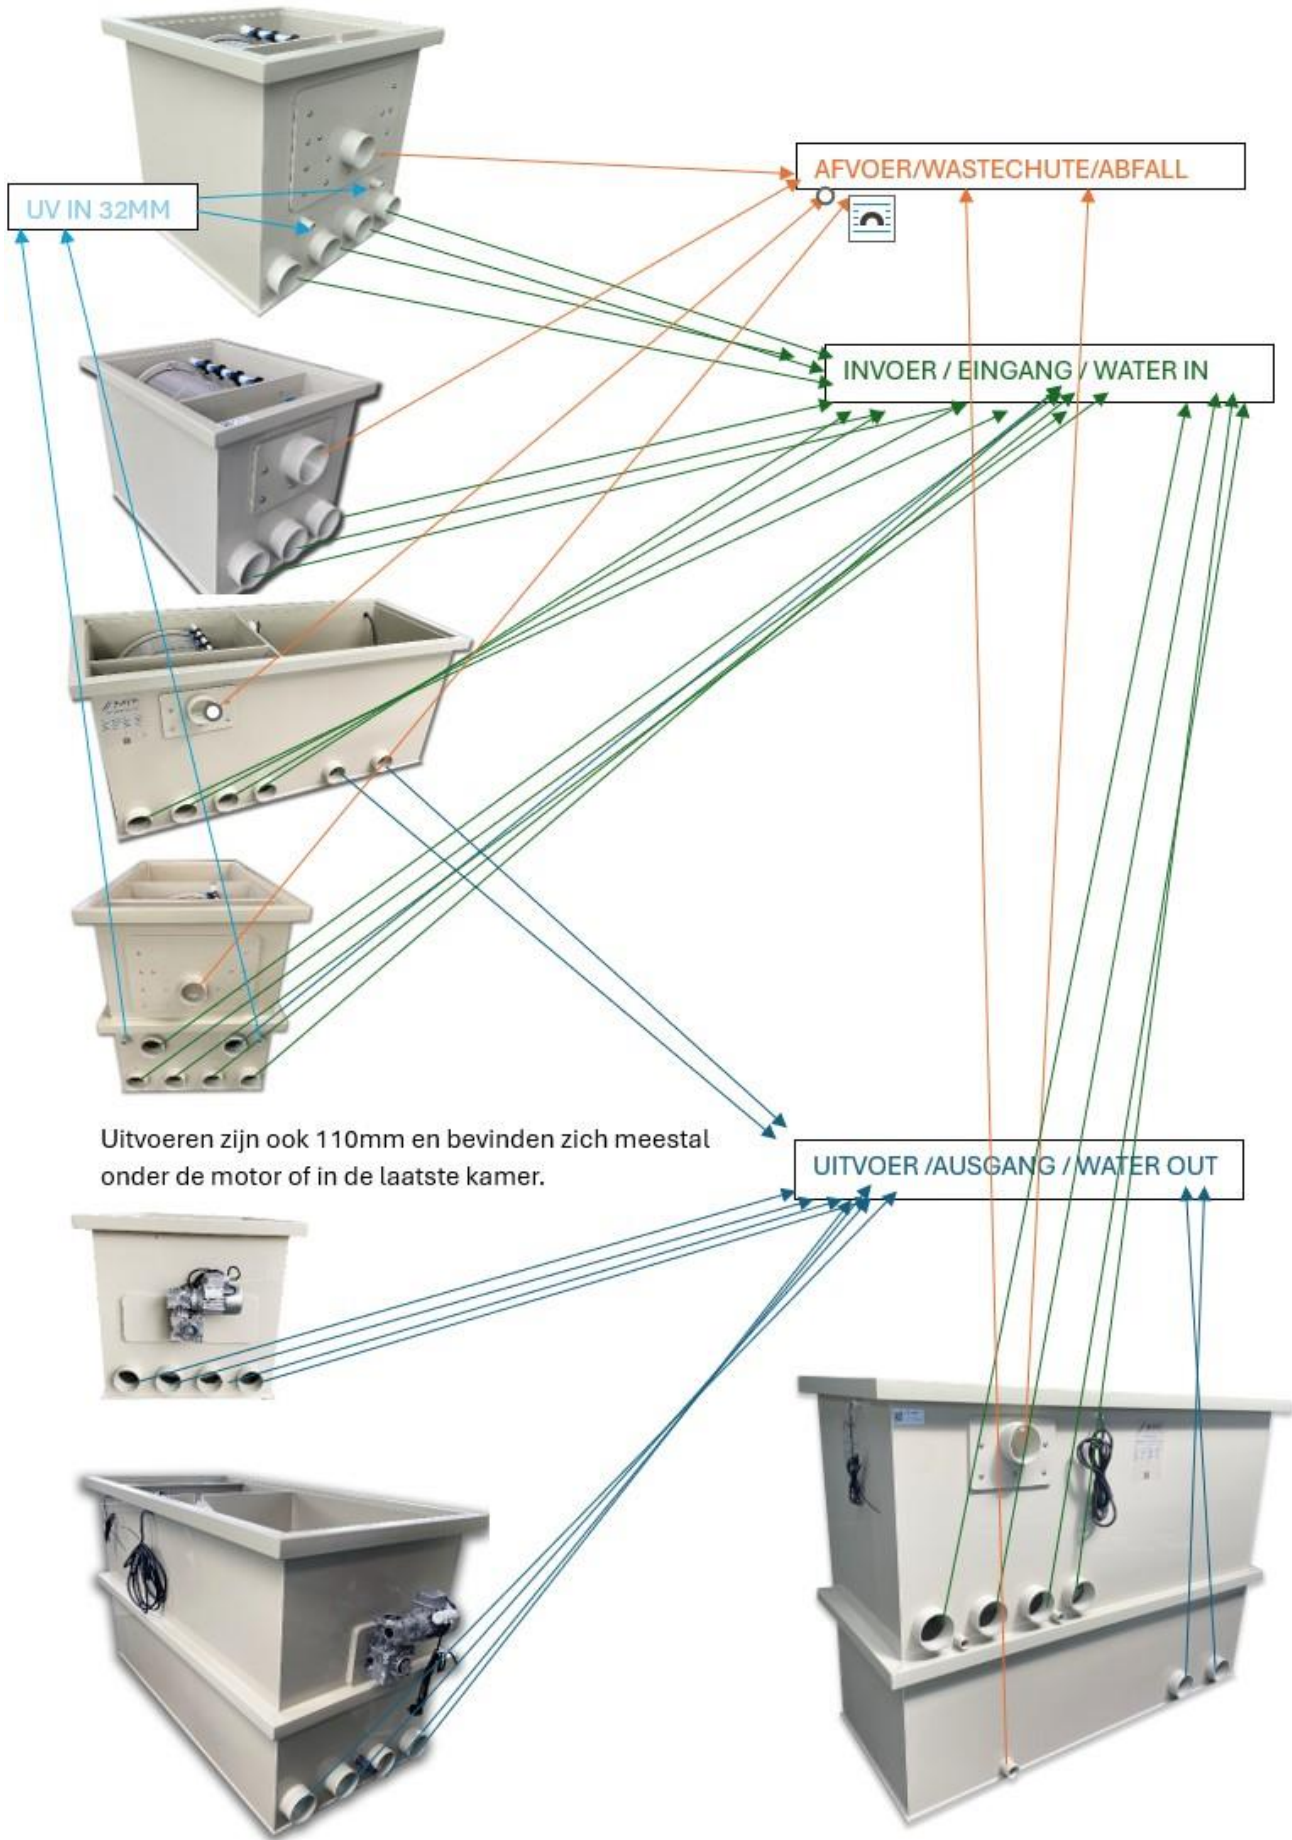 AFVOER/WASTECHUTE/ABFALL
UV IN 32MM
INVOER / EINGANG / WATER IN
Uitvoeren zijn ook 110mm en bevinden zich meestal
onder de motor of in de laatste kamer.
UITVOER /AUSGANG / WATER OUT